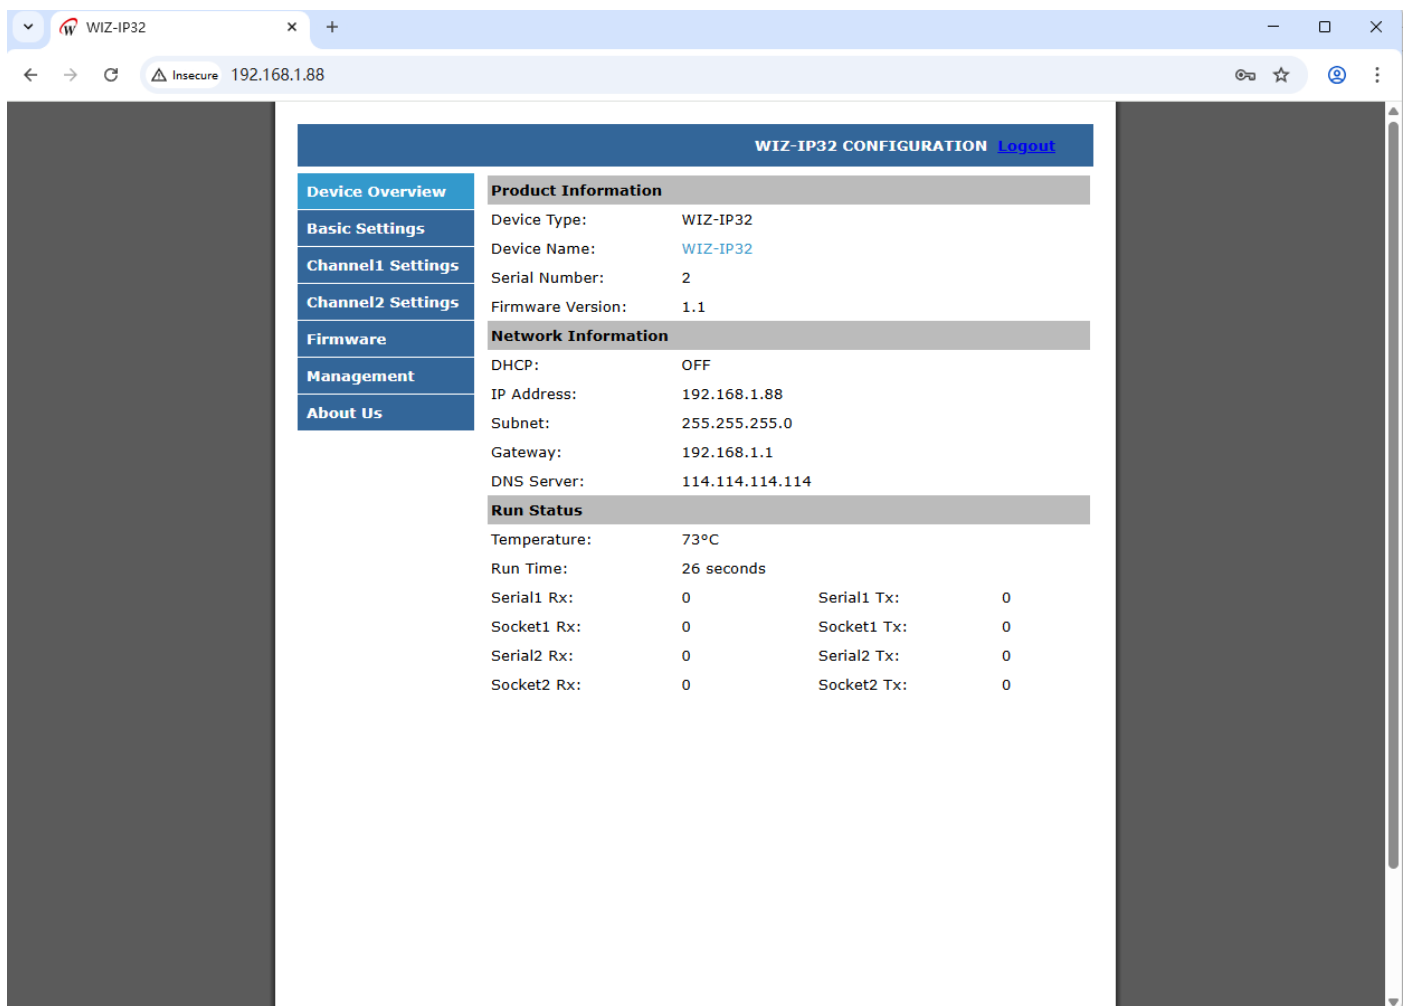 WIZ-IP32
Insecure 192.168.1.88
WIZ-IP32 CONFIGURATION Logout
Device Overview
Basic Settings
Channel1 Settings
Channel2 Settings
Firmware
Management
About Us
Product Information
Device Type: WIZ-IP32
Device Name: WIZ-IP32
Serial Number: 2
Firmware Version: 1.1
Network Information
DHCP: OFF
IP Address: 192.168.1.88
Subnet: 255.255.255.0
Gateway: 192.168.1.1
DNS Server: 114.114.114.114
Run Status
Temperature: 73°C
Run Time: 26 seconds
Serial1 Rx: 0 Serial1 Tx: 0
Socket1 Rx: 0 Socket1 Tx: 0
Serial2 Rx: 0 Serial2 Tx: 0
Socket2 Rx: 0 Socket2 Tx: 0